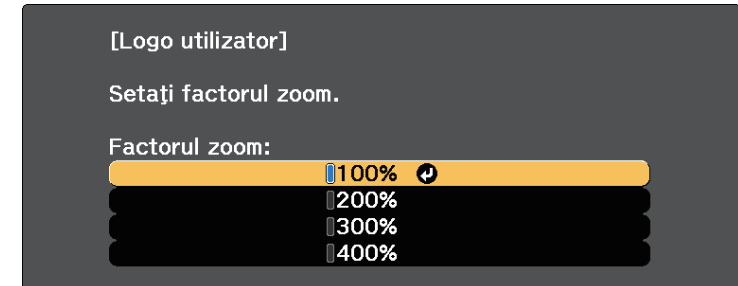 [Logo utilizator]
Setaţi factorul zoom.
Factorul zoom:
100%
200%
300%
400%